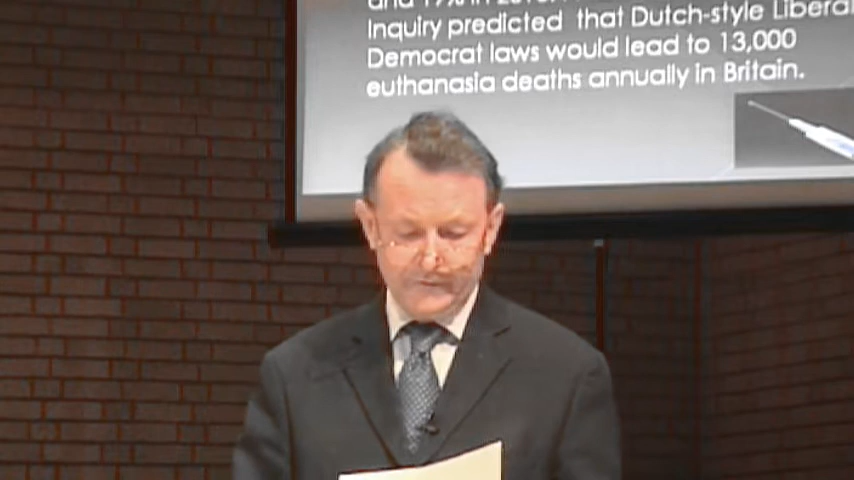 Inquiry predicted that Dutch-style Liberal
Democrat laws would lead to 13,000
euthanasia deaths annually in Britain.